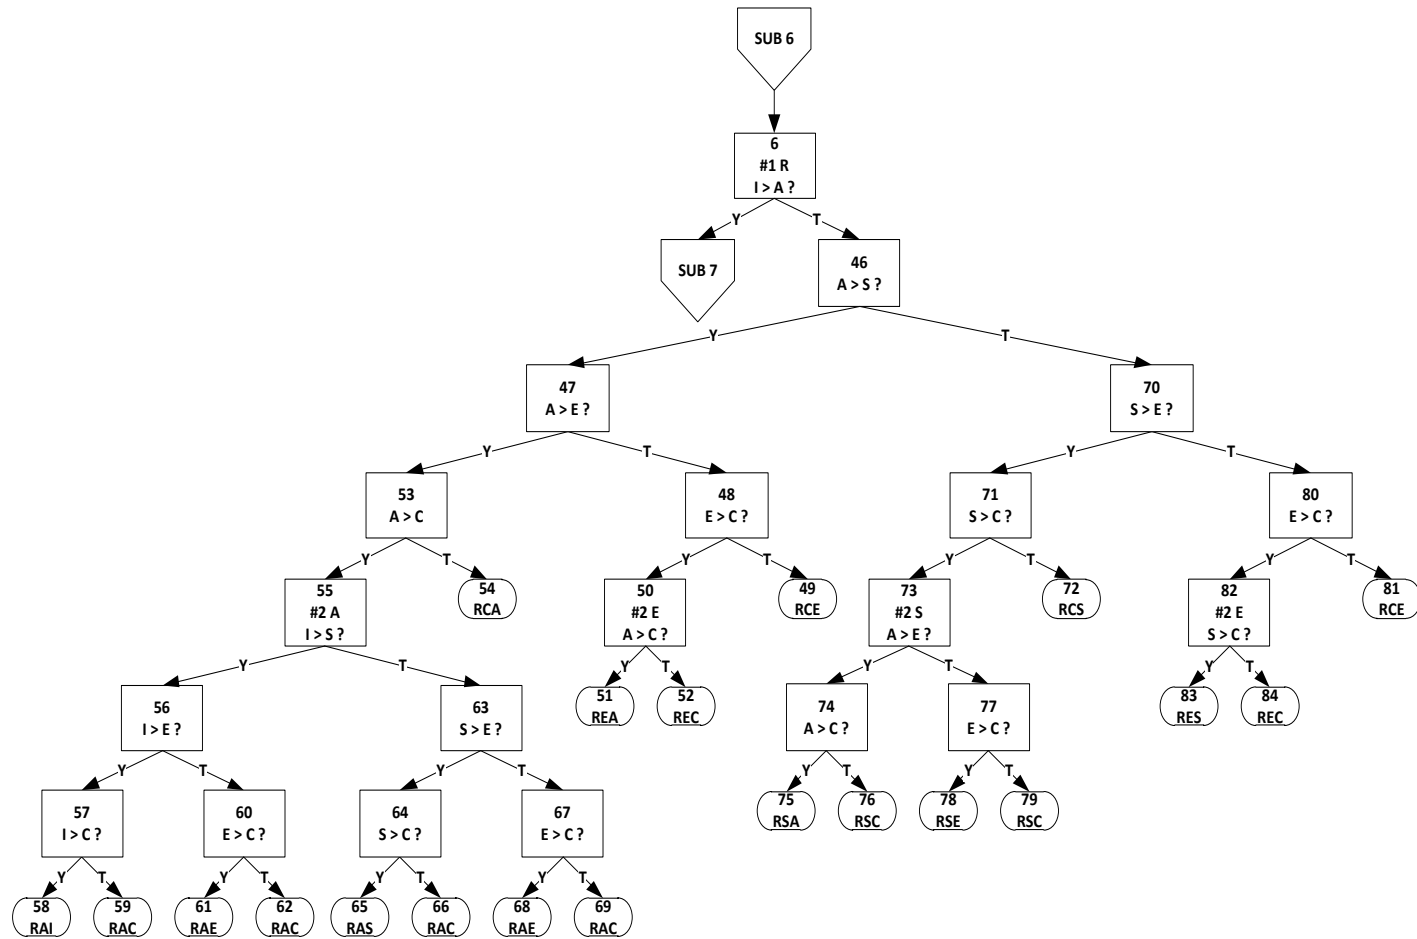 SUB 6
6
#1 R
I > A ?
Y
T
SUB 7
46
A > S ?
Y
T
47
A > E ?
70
S > E ?
Y
T
Y
T
53
A > C
48
E > C ?
71
S > C ?
80
E > C ?
Y
T
Y
T
Y
T
Y
T
55
#2 A
I > S ?
54
RCA
50
#2 E
A > C ?
49
RCE
73
#2 S
A > E ?
72
RCS
82
#2 E
S > C ?
81
RCE
Y
T
Y
T
Y
T
Y
T
56
I > E ?
63
S > E ?
51
REA
52
REC
74
A > C ?
77
E > C ?
83
RES
84
REC
Y
T
Y
T
Y
T
Y
T
57
I > C ?
60
E > C ?
64
S > C ?
67
E > C ?
75
RSA
76
RSC
78
RSE
79
RSC
Y
T
Y
T
Y
T
Y
T
58
RAI
59
RAC
61
RAE
62
RAC
65
RAS
66
RAC
68
RAE
69
RAC